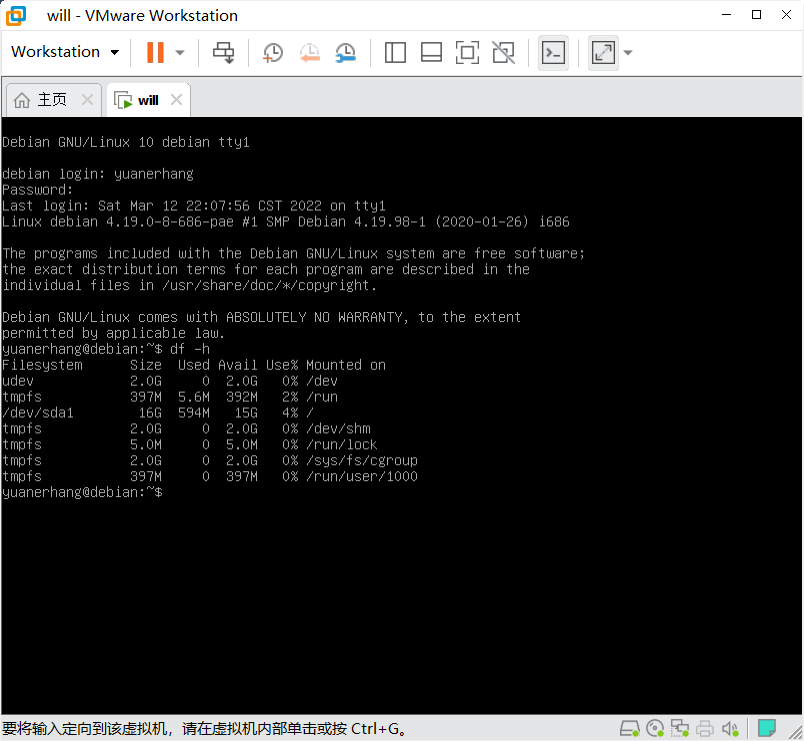 will - VMware Workstation
Workstation
主页
will
Debian GNU/Linux 10 debian tty1
debian login: yuanerhang
Password:
Last login: Sat Mar 12 22:07:56 CST 2022 on tty1
Linux debian 4.19.0-8-686-pae #1 SMP Debian 4.19.98-1 (2020-01-26) i686
The programs included with the Debian GNU/Linux system are free software;
the exact distribution terms for each program are described in the
individual files in /usr/share/doc/*/copyright.
Debian GNU/Linux comes with ABSOLUTELY NO WARRANTY, to the extent
permitted by applicable law.
yuanerhang@debian:~$ df -h
Filesystem      Size  Used Avail Use% Mounted on
udev            2.0G     0  2.0G   0% /dev
tmpfs           397M  5.6M  392M   2% /run
/dev/sda1        16G  594M   15G   4% /
tmpfs           2.0G     0  2.0G   0% /dev/shm
tmpfs           5.0M     0  5.0M   0% /run/lock
tmpfs           2.0G     0  2.0G   0% /sys/fs/cgroup
tmpfs           397M     0  397M   0% /run/user/1000
yuanerhang@debian:~$
要将输入定向到该虚拟机，请在虚拟机内部单击或按 Ctrl+G。